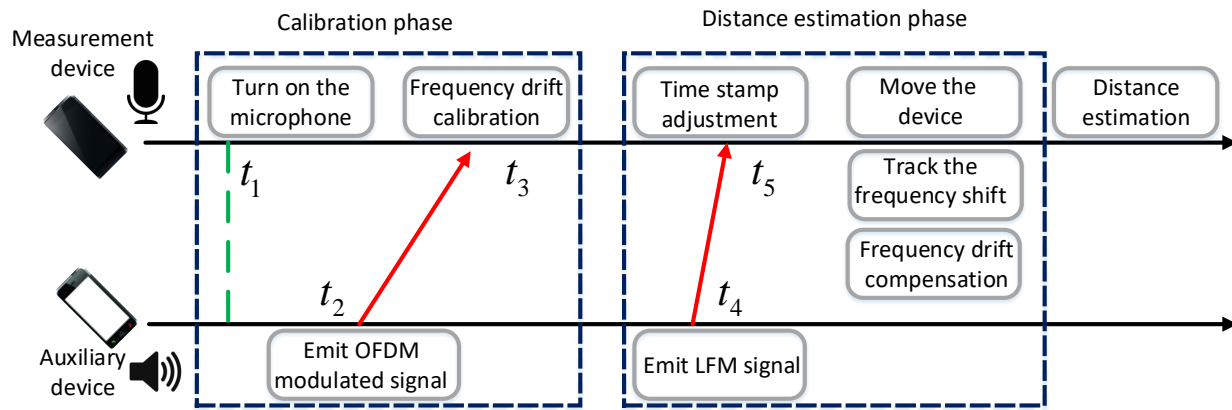 Calibration phase
Distance estimation phase
Measurement
device
Turn on the
microphone
Frequency drift
calibration
Time stamp
adjustment
Move the
device
Distance
estimation
t₁
t₃
t₅
Track the
frequency shift
Frequency drift
compensation
t₂
t₄
Auxiliary
device
Emit OFDM
modulated signal
Emit LFM signal